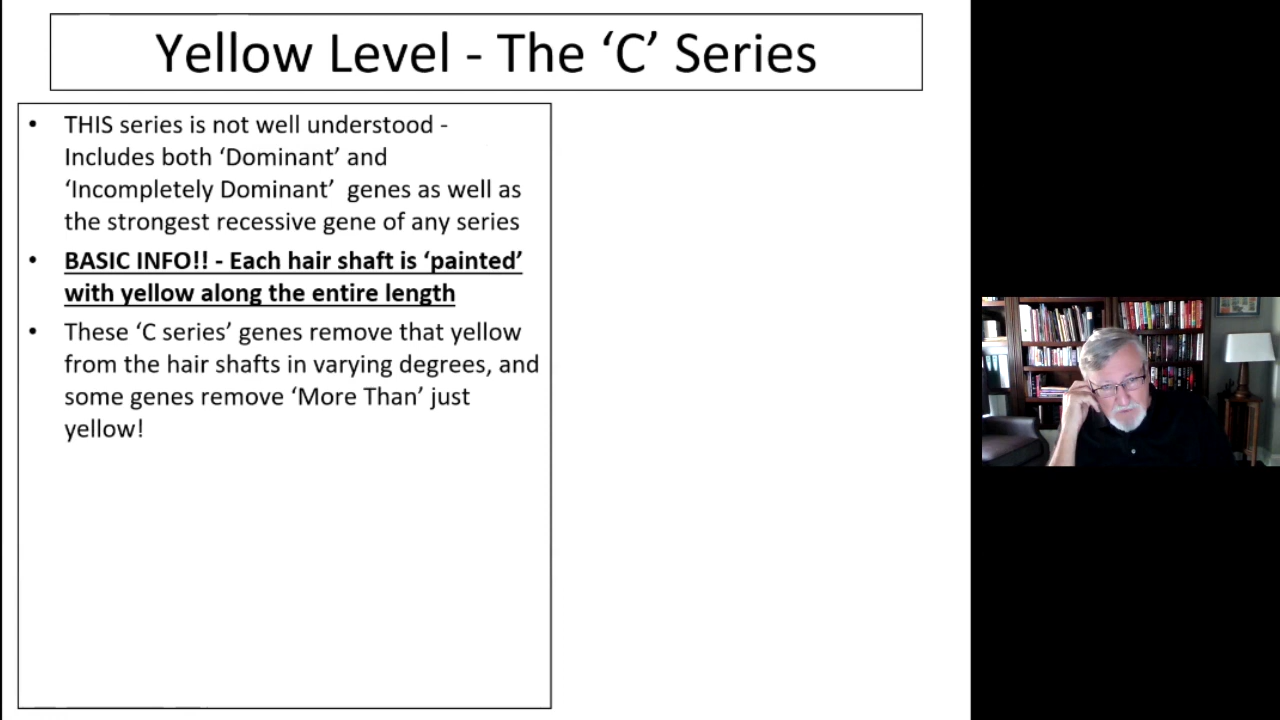 Yellow Level - The ‘C’ Series
• THIS series is not well understood -
Includes both ‘Dominant’ and
‘Incompletely Dominant’ genes as well as
the strongest recessive gene of any series
• BASIC INFO!! - Each hair shaft is ‘painted’
with yellow along the entire length
• These ‘C series’ genes remove that yellow
from the hair shafts in varying degrees, and
some genes remove ‘More Than’ just
yellow!